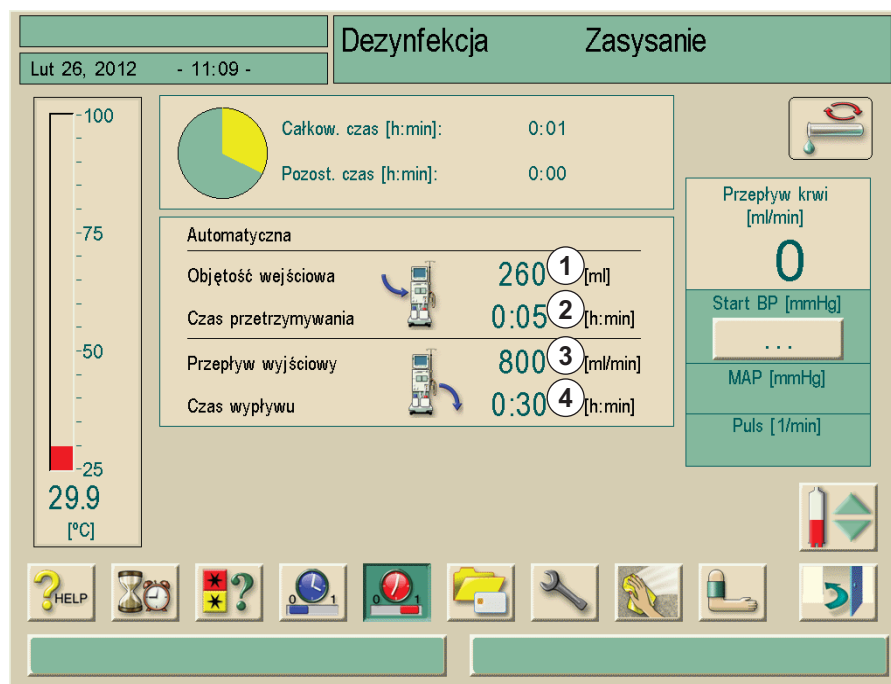 Dezynfekcja Zasysanie
Lut 26, 2012 - 11:09 -
100
75
50
25
29.9
[ºC]
Całkow. czas [h:min]: 0:01
Pozost. czas [h:min]: 0:00
Automatyczna
Objętość wejściowa 260 1 [ml]
Czas przetrzymywania 0:05 2 [h:min]
Przepływ wyjściowy 800 3 [ml/min]
Czas wypływu 0:30 4 [h:min]
Przepływ krwi
[ml/min]
0
Start BP [mmHg]
...
MAP [mmHg]
Puls [1/min]
? HELP
?
0 1
0 1